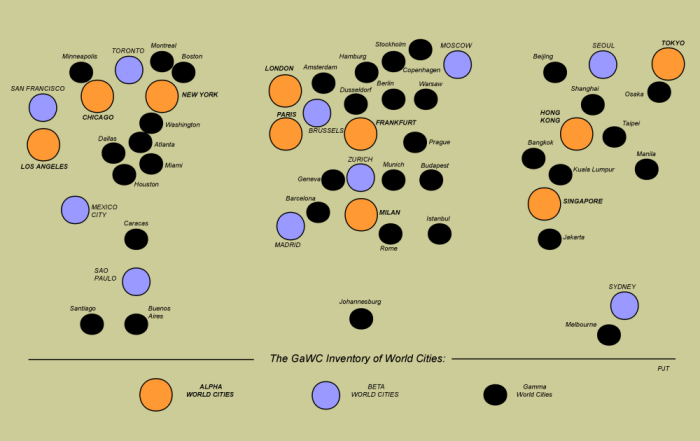 Minneapolis
TORONTO
Montreal
Boston
SAN FRANCISCO
CHICAGO
NEW YORK
LOS ANGELES
Washington
Dallas
Atlanta
Miami
Houston
MEXICO
CITY
Careces
SAO
PAULO
Santiago
Buenos
Aires
LONDON
Amsterdam
Hamburg
Stockholm
Copenhagen
MOSCOW
PARIS
BRUSSELS
Dusseldorf
Berlin
Warsaw
FRANKFURT
Prague
ZURICH
Geneva
Munich
Budapest
Barcelona
MADRID
MILAN
Rome
Istanbul
Johannesburg
Beijing
SEOUL
TOKYO
Shanghai
Osaka
HONG
KONG
Taipei
Bangkok
Kuala Lumpur
Manila
SINGAPORE
Jakerta
SYDNEY
Melbourne
The GaWC Inventory of World Cities:
PJT
ALPHA
WORLD CITIES
BETA
WORLD CITIES
Gamma
World Cities